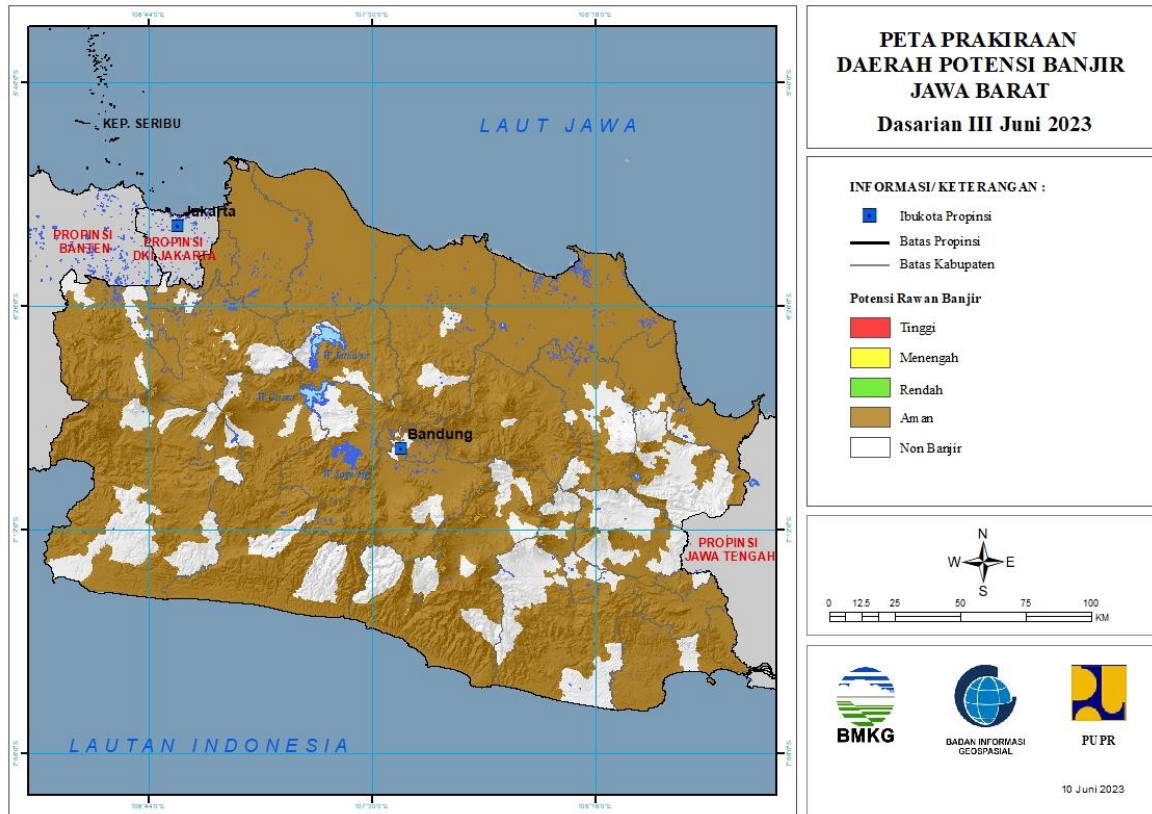 PETA PRAKIRAAN
DAERAH POTENSI BANJIR
JAWA BARAT
Dasarian III Juni 2023
INFORMASI/ KETERANGAN :
Ibukota Propinsi
Batas Propinsi
Batas Kabupaten
Potensi Rawan Banjir
Tinggi
Menengah
Rendah
Aman
Non Banjir
N
W E
S
0 12.5 25 50 75 100
KM
BMKG
BADAN INFORMASI
GEOSPASIAL
PUPR
10 Juni 2023
KEP. SERIBU
LAUT JAWA
Jakarta
PROPINSI
BANTEN
PROPINSI
DKI JAKARTA
Bandung
PROPINSI
JAWA TENGAH
LAUTAN INDONESIA